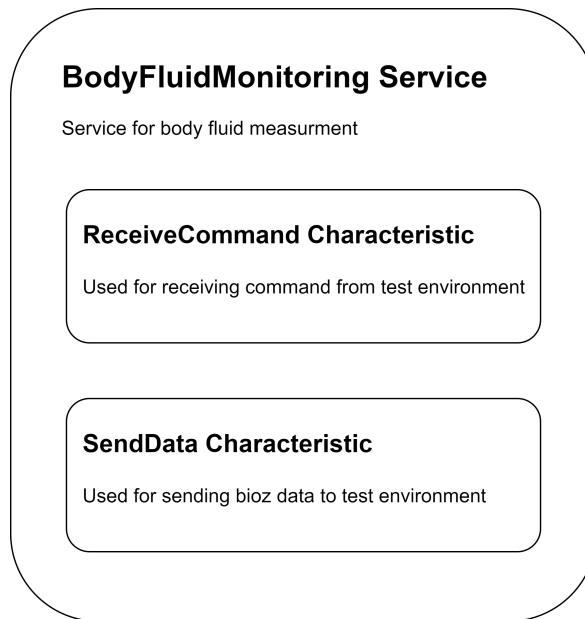 BodyFluidMonitoring Service
Service for body fluid measurment
ReceiveCommand Characteristic
Used for receiving command from test environment
SendData Characteristic
Used for sending bioz data to test environment